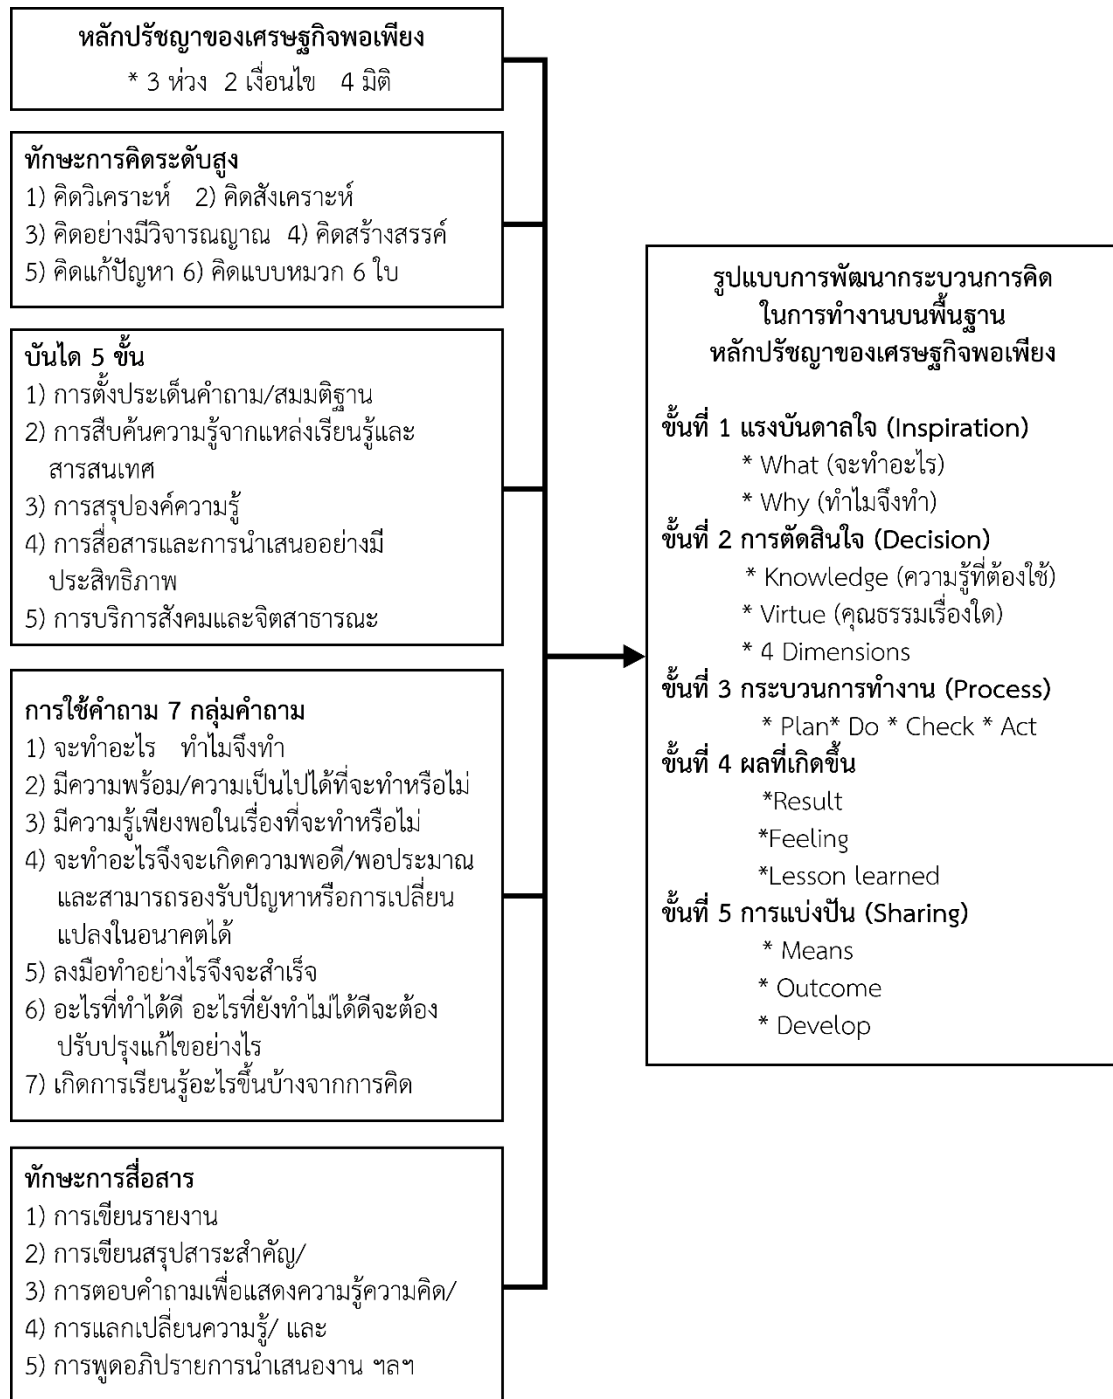 หลักปรัชญาของเศรษฐกิจพอเพียง
* 3 ห่วง 2 เงื่อนไข 4 มิติ
ทักษะการคิดระดับสูง
1) คิดวิเคราะห์ 2) คิดสังเคราะห์
3) คิดอย่างมีวิจารณญาณ 4) คิดสร้างสรรค์
5) คิดแก้ปัญหา 6) คิดแบบหมวก 6 ใบ
บันได 5 ขั้น
1) การตั้งประเด็นคำถาม/สมมติฐาน
2) การสืบค้นความรู้จากแหล่งเรียนรู้และ
สารสนเทศ
3) การสรุปองค์ความรู้
4) การสื่อสารและการนำเสนออย่างมี
ประสิทธิภาพ
5) การบริการสังคมและจิตสาธารณะ
การใช้คำถาม 7 กลุ่มคำถาม
1) จะทำอะไร ทำไมจึงทำ
2) มีความพร้อม/ความเป็นไปได้ที่จะทำหรือไม่
3) มีความรู้เพียงพอในเรื่องที่จะทำหรือไม่
4) จะทำอะไรจึงจะเกิดความพอดี/พอประมาณ
และสามารถรองรับปัญหาหรือการเปลี่ยน
แปลงในอนาคตได้
5) ลงมือทำอย่างไรจึงจะสำเร็จ
6) อะไรที่ทำได้ดี อะไรที่ยังทำไม่ได้ดีจะต้อง
ปรับปรุงแก้ไขอย่างไร
7) เกิดการเรียนรู้อะไรขึ้นบ้างจากการคิด
ทักษะการสื่อสาร
1) การเขียนรายงาน
2) การเขียนสรุปสาระสำคัญ/
3) การตอบคำถามเพื่อแสดงความรู้ความคิด/
4) การแลกเปลี่ยนความรู้/ และ
5) การพูดอภิปรายการนำเสนองาน ฯลฯ
รูปแบบการพัฒนากระบวนการคิด
ในการทำงานบนพื้นฐาน
หลักปรัชญาของเศรษฐกิจพอเพียง
ขั้นที่ 1 แรงบันดาลใจ (Inspiration)
* What (จะทำอะไร)
* Why (ทำไมจึงทำ)
ขั้นที่ 2 การตัดสินใจ (Decision)
* Knowledge (ความรู้ที่ต้องใช้)
* Virtue (คุณธรรมเรื่องใด)
* 4 Dimensions
ขั้นที่ 3 กระบวนการทำงาน (Process)
* Plan* Do * Check * Act
ขั้นที่ 4 ผลที่เกิดขึ้น
*Result
*Feeling
*Lesson learned
ขั้นที่ 5 การแบ่งปัน (Sharing)
* Means
* Outcome
* Develop